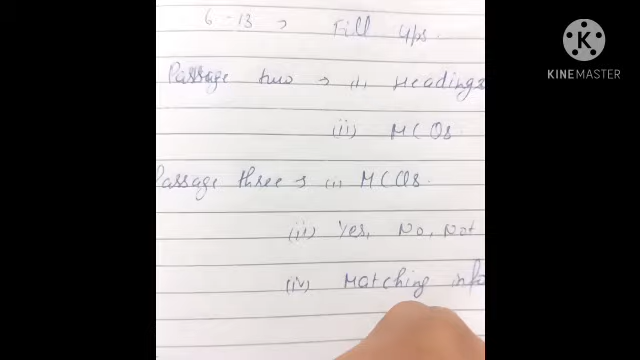 6-13 → Fill Ups.
Passage two → (i) Headings
(ii) MCQs.
Passage three → (i) MCQs.
(ii) Yes, No, Not
(iv) Matching info
K
KINEMASTER